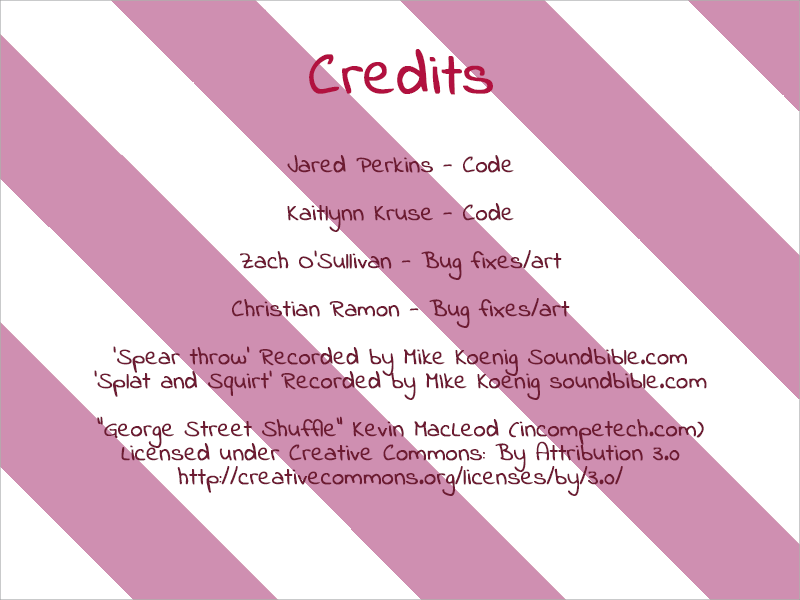 Credits
Jared Perkins - Code
Kaitlynn Kruse - Code
Zach O'Sullivan - Bug fixes/art
Christian Ramon - Bug fixes/art
'Spear throw' Recorded by Mike Koenig Soundbible.com
'Splat and Squirt' Recorded by Mike Koenig soundbible.com
"George Street Shuffle" Kevin MacLeod (incompetech.com)
Licensed under Creative Commons: By Attribution 3.0
http://creativecommons.org/licenses/by/3.0/